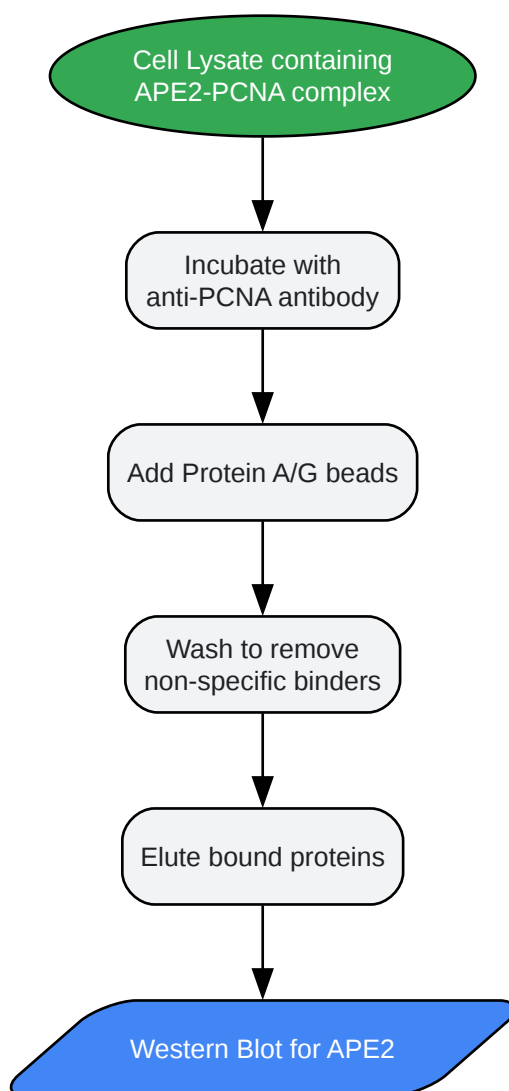 Cell Lysate containing
APE2-PCNA complex
Incubate with
anti-PCNA antibody
Add Protein A/G beads
Wash to remove
non-specific binders
Elute bound proteins
Western Blot for APE2